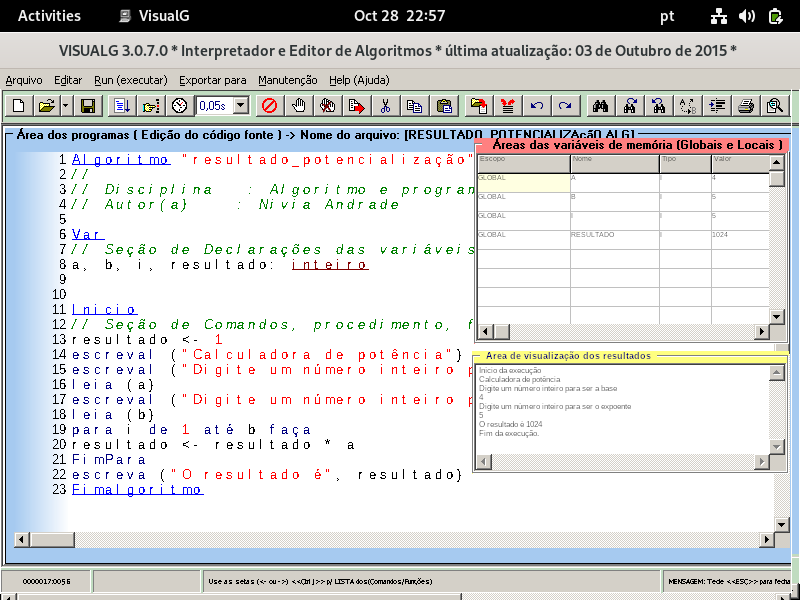 Activities VisualG Oct 28 22:57 pt
VISUALG 3.0.7.0 * Interpretador e Editor de Algoritmos * última atualização: 03 de Outubro de 2015 *
Arquivo Editar Run (executar) Exportar para Manutenção Help (Ajuda)
0,05s
Área dos programas ( Edição do código fonte ) -> Nome do arquivo: [RESULTADO_POTENCIALIZAçãO.ALG]
1 Algoritmo "resultado_potencialização"
2 //
3 // Disciplina : Algoritmo e program
4 // Autor(a) : Nivia Andrade
5
6 Var
7 // Seção de Declarações das variáveis
8 a, b, i, resultado: inteiro
9
10
11 Inicio
12 // Seção de Comandos, procedimento, f
13 resultado <- 1
14 escreval ("Calculadora de potência")
15 escreval ("Digite um número inteiro p
16 leia (a)
17 escreval ("Digite um número inteiro p
18 leia (b)
19 para i de 1 até b faça
20 resultado <- resultado * a
21 FimPara
22 escreva ("O resultado é", resultado)
23 Fimalgoritmo
Áreas das variáveis de memória (Globais e Locais )
Escopo Nome Tipo Valor
GLOBAL A I 4
GLOBAL B I 5
GLOBAL I I 5
GLOBAL RESULTADO I 1024
Area de visualização dos resultados
Início da execução
Calculadora de potência
Digite um número inteiro para ser a base
4
Digite um número inteiro para ser o expoente
5
O resultado é 1024
Fim da execução.
0000017:0056 Use as setas (<- ou ->) <<Ctrl j>> p/ LISTA dos(Comandos/Funções) MENSAGEM: Tecle <<ESC>> para fecha